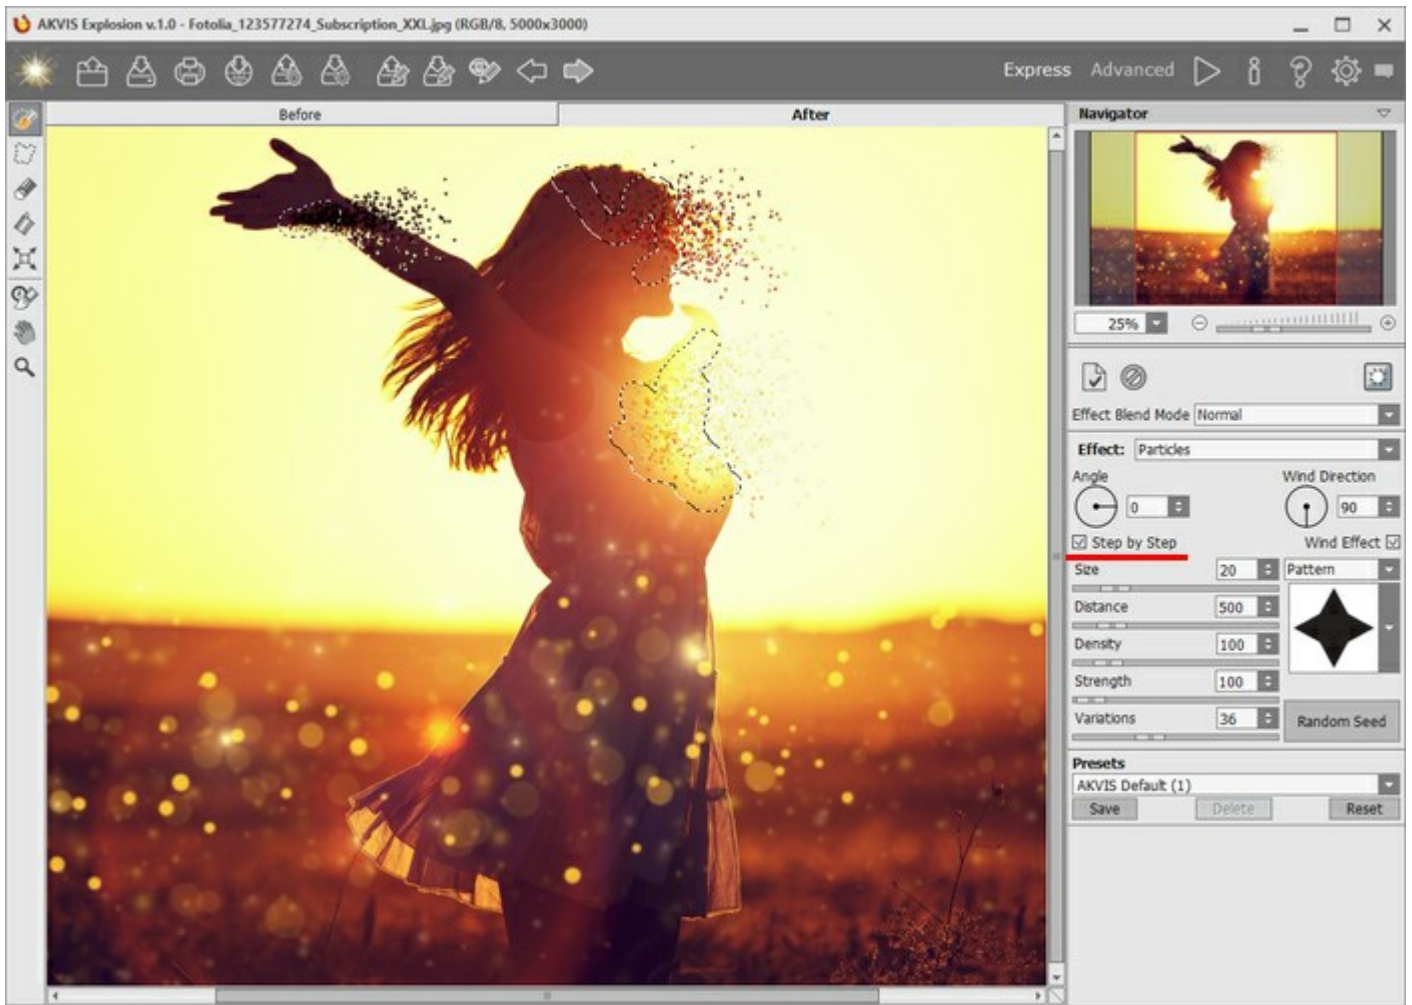 AKVIS Explosion v.1.0 - Fotolia_123577274_Subscription_XXL.jpg (RGB/8, 5000x3000)
Express Advanced
Before After
Navigator
25%
Effect Blend Mode Normal
Effect: Particles
Angle Wind Direction
0 90
Step by Step Wind Effect
Size 20 Pattern
Distance 500
Density 100
Strength 100
Variations 36 Random Seed
Presets
AKVIS Default (1)
Save Delete Reset